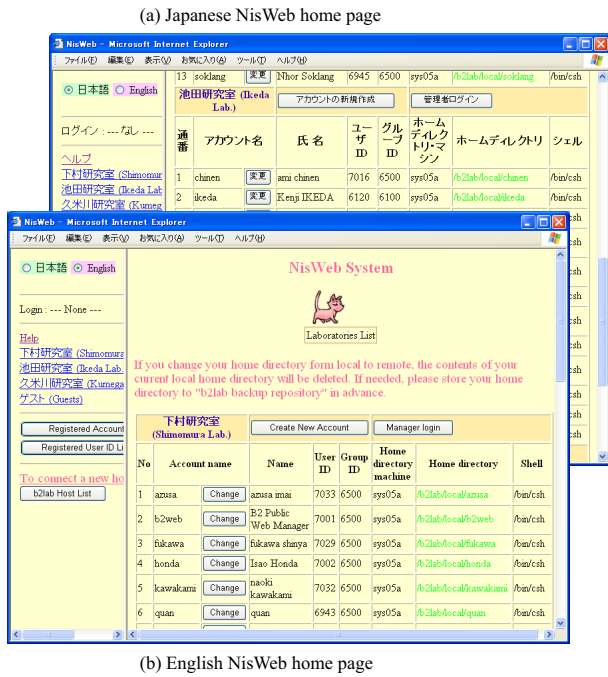 (a) Japanese NisWeb home page
NisWeb - Microsoft Internet Explorer
ファイル(F) 編集(E) 表示(V) お気に入り(A) ツール(T) ヘルプ(H)
日本語 English
ログイン : --- なし ---
ヘルプ
下村研究室 (Shimomur
池田研究室 (Ikeda Lab
久米川研究室 (Kumeg
13 soklang 変更 Nhor Soklang 6945 6500 sys05a /b2lab/local/soklang /bin/csh
池田研究室 (Ikeda Lab.) アカウントの新規作成 管理者ログイン
通番 アカウント名 氏 名 ユーザID グループID ホームディレクトリ・マシン ホームディレクトリ シェル
1 chinen 変更 ami chinen 7016 6500 sys05a /b2lab/local/chinen /bin/csh
2 ikeda 変更 Kenji IKEDA 6120 6100 sys05a /b2lab/local/ikeda /bin/csh
NisWeb - Microsoft Internet Explorer
ファイル(F) 編集(E) 表示(V) お気に入り(A) ツール(T) ヘルプ(H)
日本語 English
Login : --- None ---
Help
下村研究室 (Shimomura
池田研究室 (Ikeda Lab.
久米川研究室 (Kumega
ゲスト (Guests)
Registered Account
Registered User ID Li
To connect a new ho
b2lab Host List
NisWeb System
Laboratories List
If you change your home directory form local to remote, the contents of your
current local home directory will be deleted. If needed, please store your home
directory to "b2lab backup repository" in advance.
下村研究室 (Shimomura Lab.) Create New Account Manager login
No Account name Name User ID Group ID Home directory machine Home directory Shell
1 azusa Change azusa imai 7033 6500 sys05a /b2lab/local/azusa /bin/csh
2 b2web Change B2 Public Web Manager 7001 6500 sys05a /b2lab/local/b2web /bin/csh
3 fukawa Change fukawa shinya 7029 6500 sys05a /b2lab/local/fukawa /bin/csh
4 honda Change Isao Honda 7002 6500 sys05a /b2lab/local/honda /bin/csh
5 kawakami Change naoki kawakami 7032 6500 sys05a /b2lab/local/kawakami /bin/csh
6 quan Change quan 6943 6500 sys05a /b2lab/local/quan /bin/csh
(b) English NisWeb home page